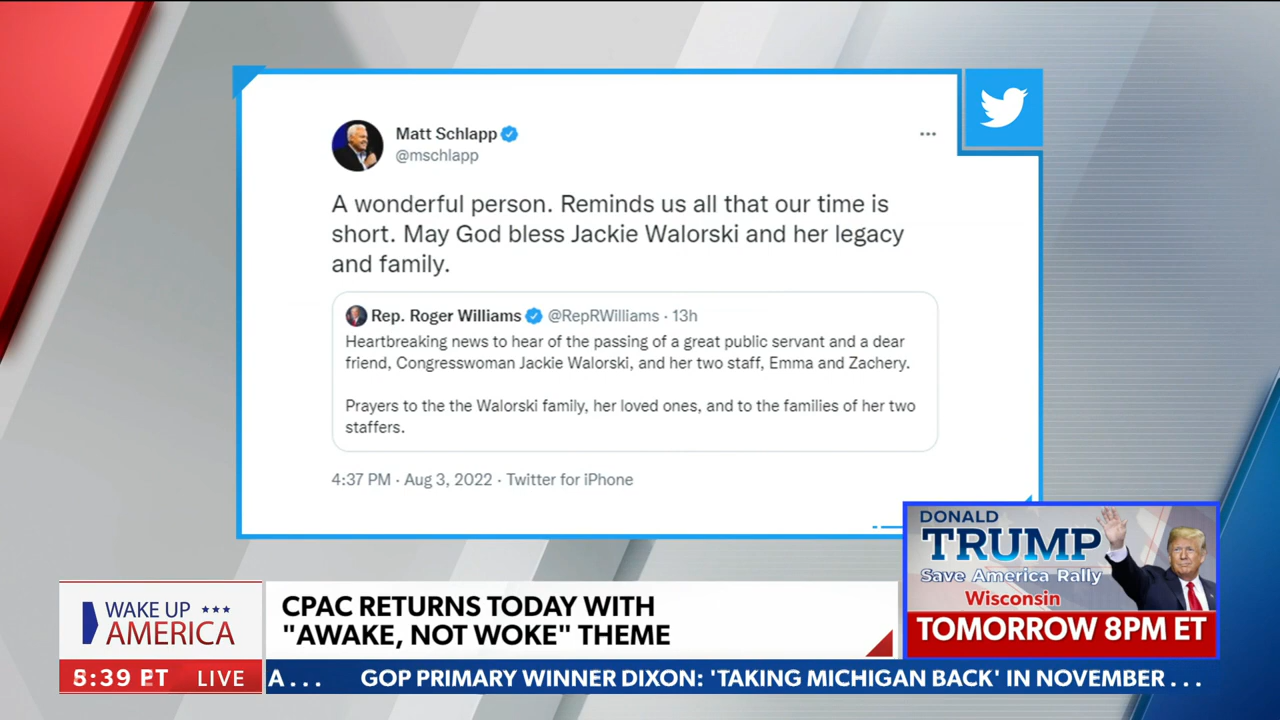 Matt Schlapp
@mschlapp
A wonderful person. Reminds us all that our time is
short. May God bless Jackie Walorski and her legacy
and family.
Rep. Roger Williams @RepRWilliams · 13h
Heartbreaking news to hear of the passing of a great public servant and a dear
friend, Congresswoman Jackie Walorski, and her two staff, Emma and Zachery.
Prayers to the the Walorski family, her loved ones, and to the families of her two
staffers.
4:37 PM · Aug 3, 2022 · Twitter for iPhone
DONALD
TRUMP
Save America Rally
Wisconsin
TOMORROW 8PM ET
WAKE UP
AMERICA
CPAC RETURNS TODAY WITH
"AWAKE, NOT WOKE" THEME
5:39 PT LIVE
A . . . GOP PRIMARY WINNER DIXON: 'TAKING MICHIGAN BACK' IN NOVEMBER . . .